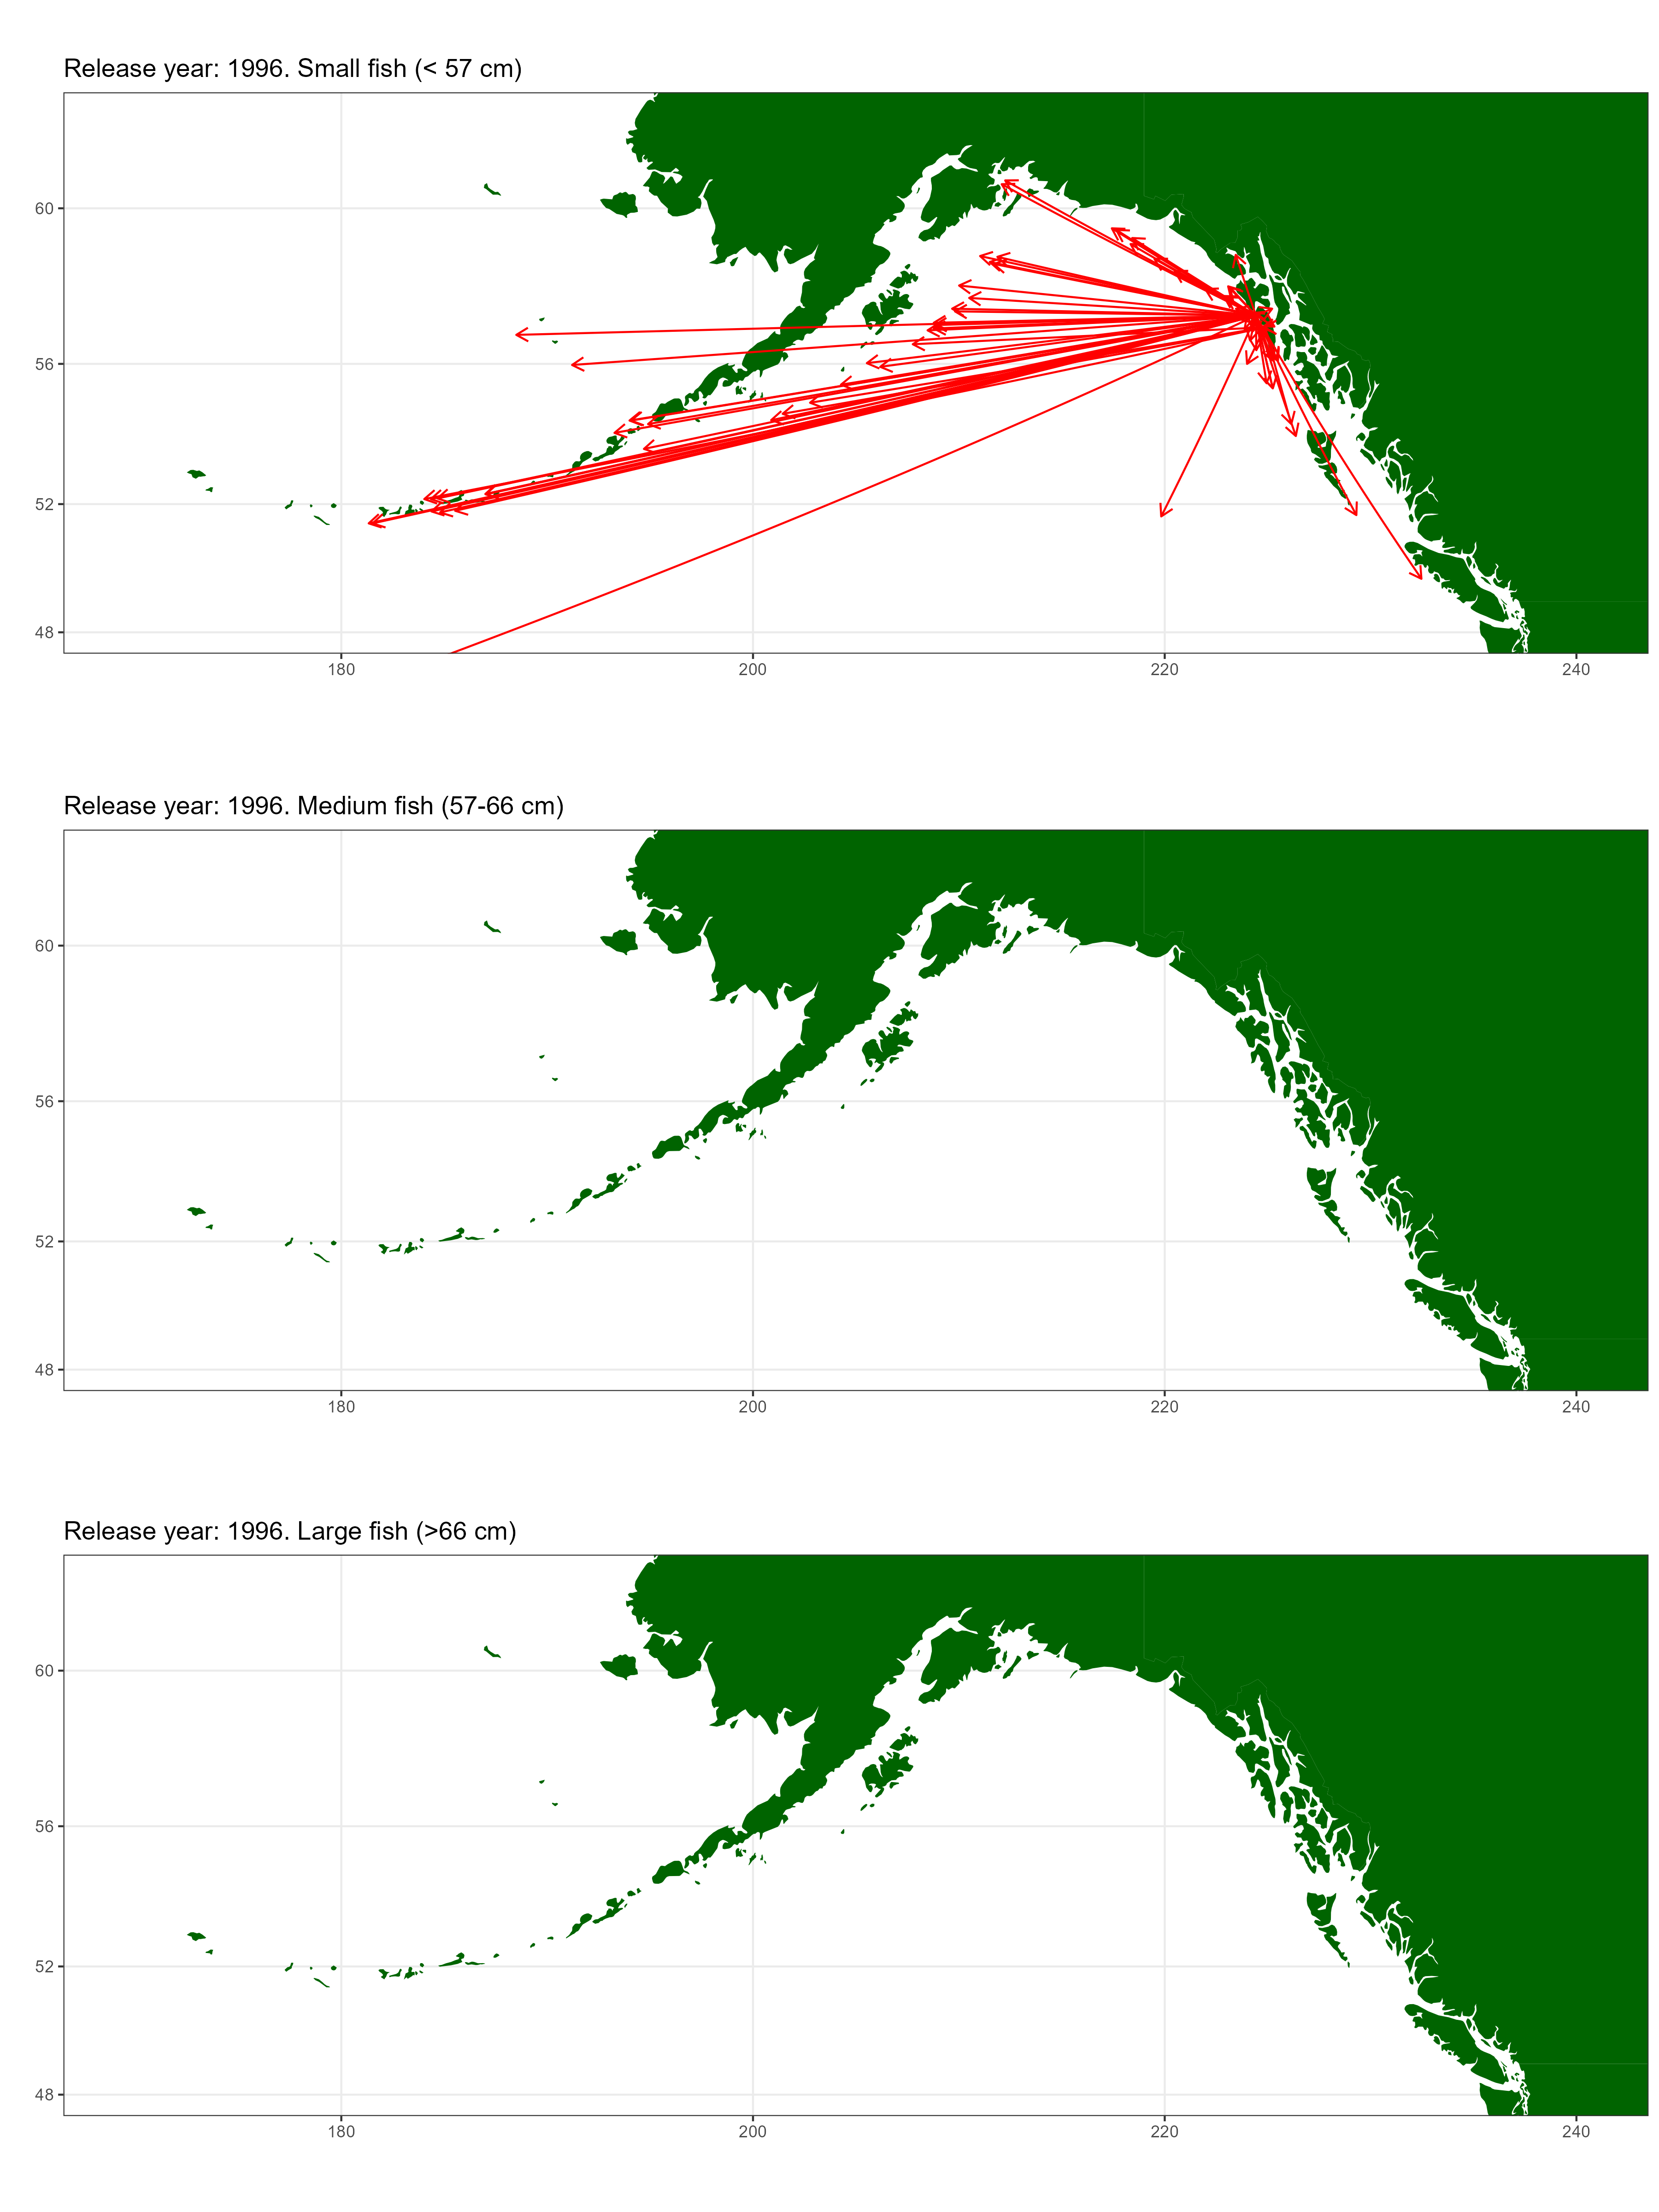 Release year: 1996. Small fish (< 57 cm)
60
56
52
48
180 200 220 240
Release year: 1996. Medium fish (57-66 cm)
60
56
52
48
180 200 220 240
Release year: 1996. Large fish (>66 cm)
60
56
52
48
180 200 220 240